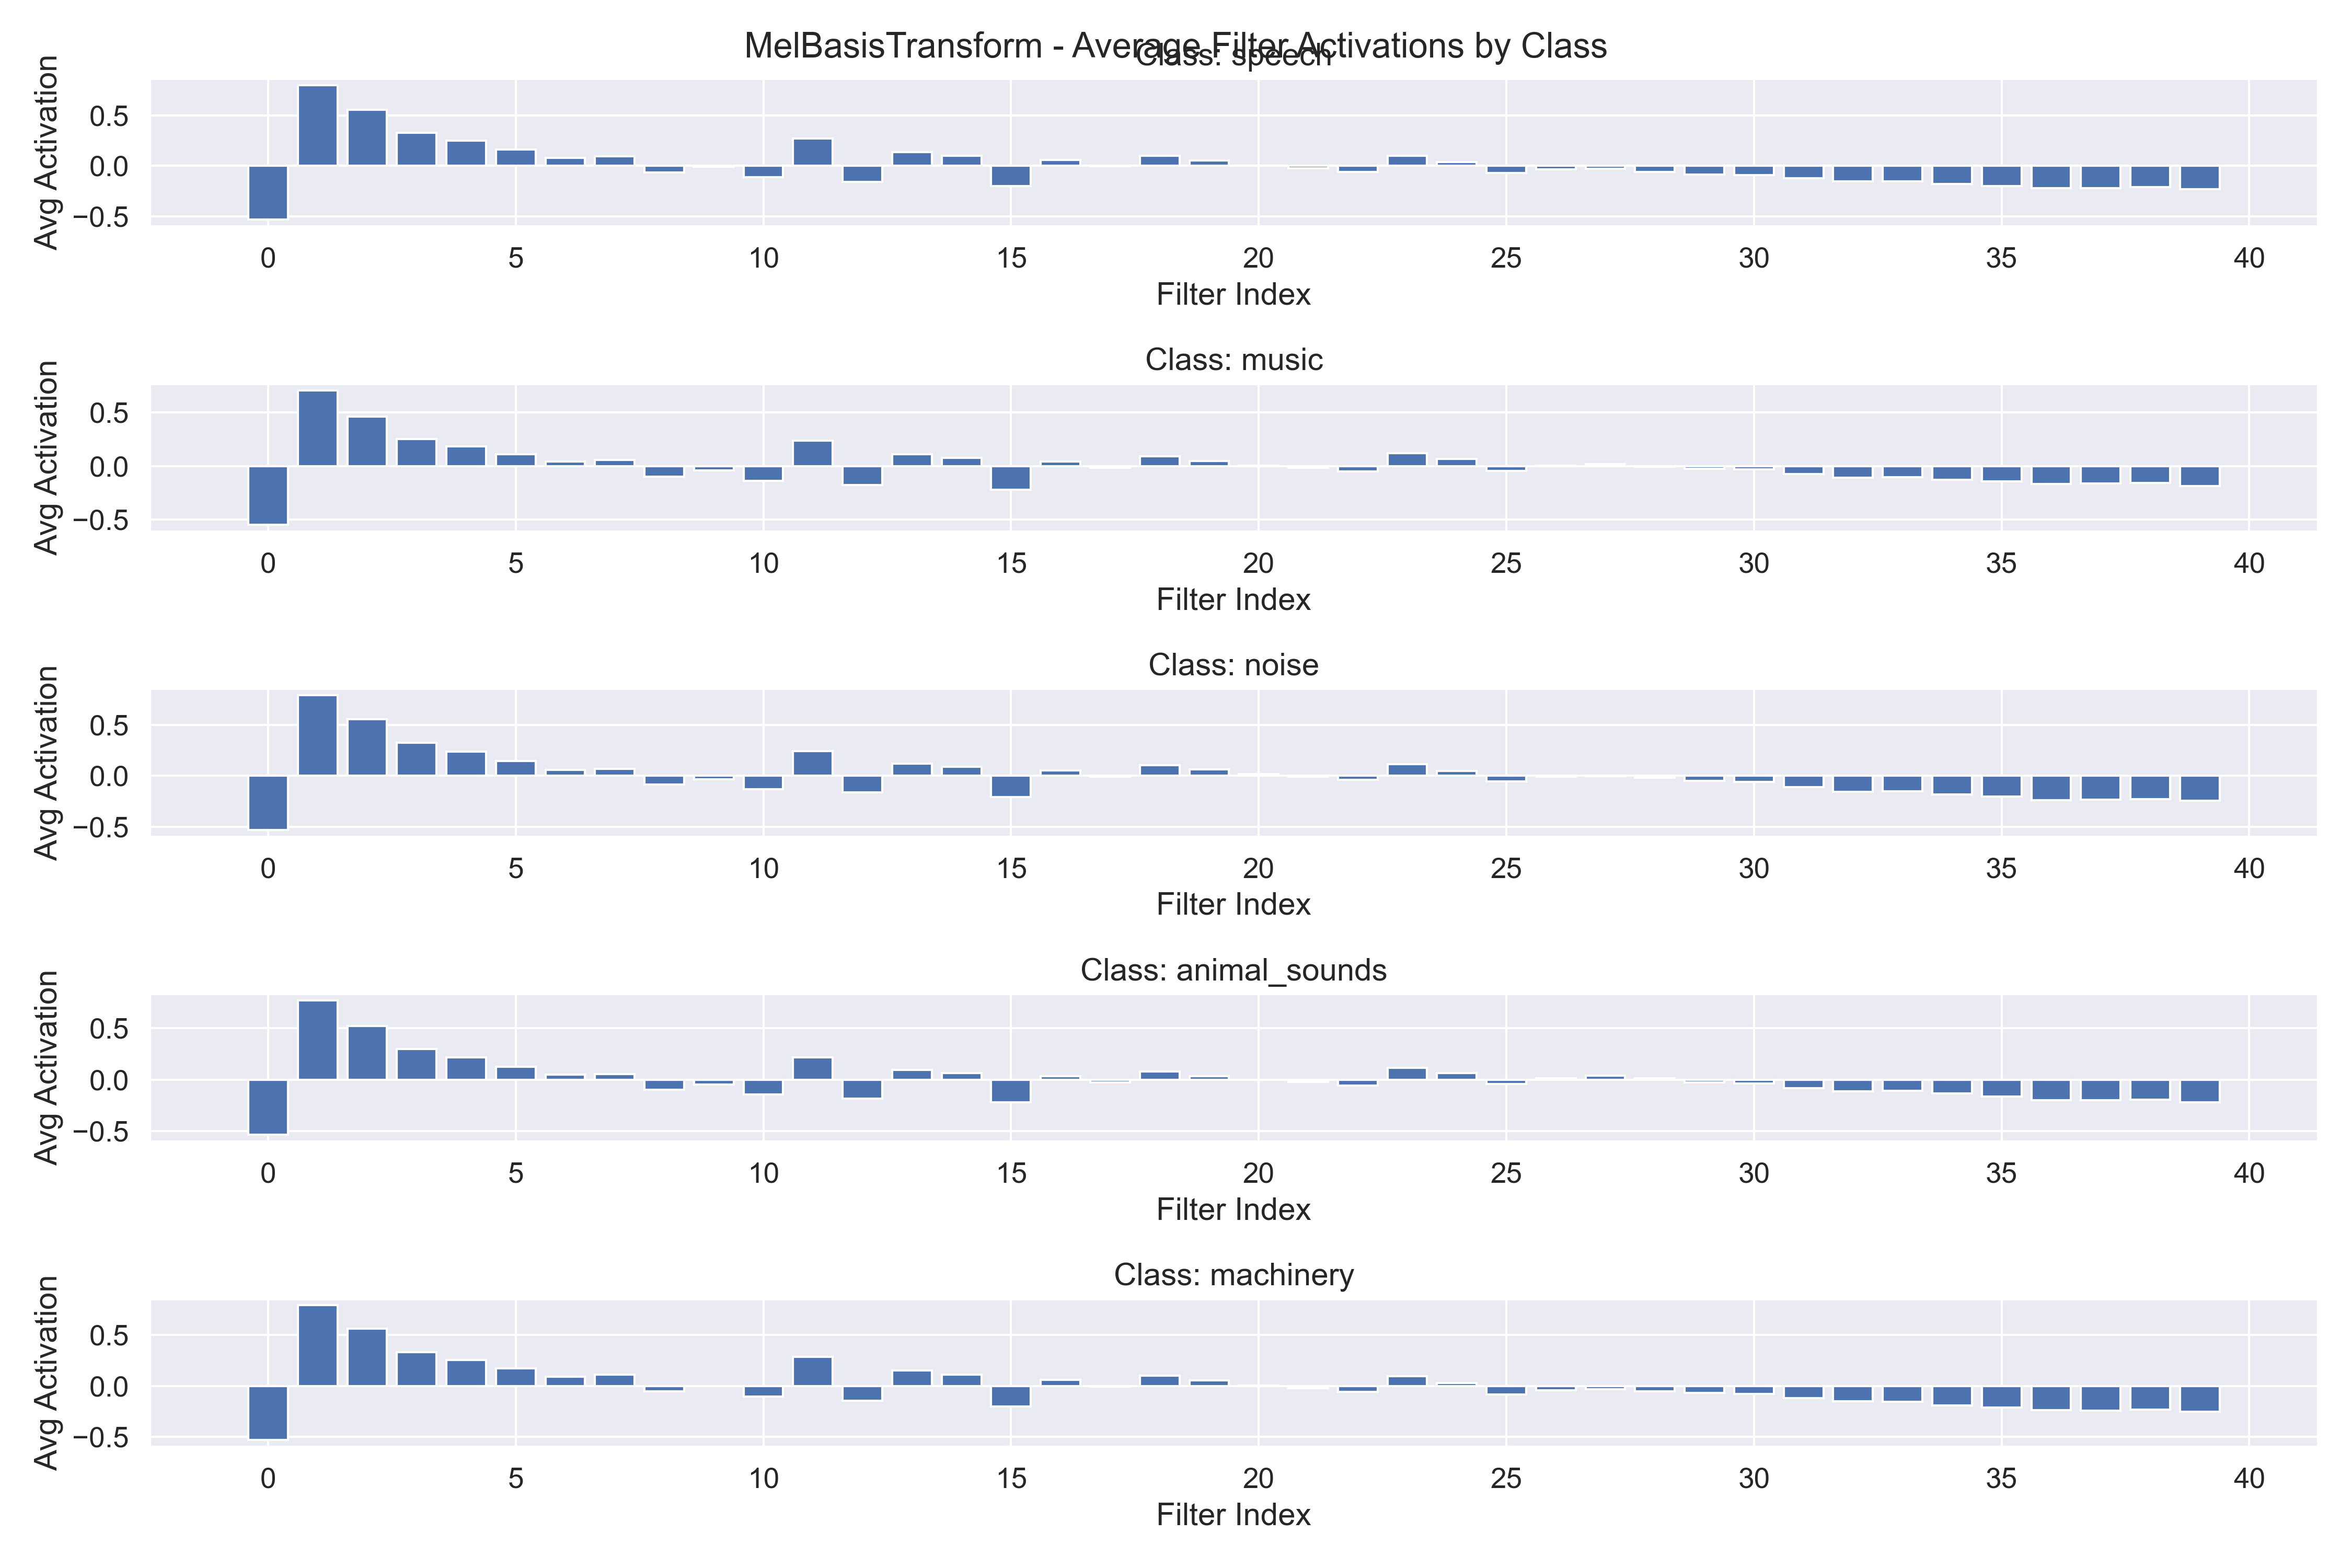 MelBasisTransform - Average Filter Activations by Class
Class: speech
Avg Activation
0.5
0.0
−0.5
0 5 10 15 20 25 30 35 40
Filter Index
Class: music
Avg Activation
0.5
0.0
−0.5
0 5 10 15 20 25 30 35 40
Filter Index
Class: noise
Avg Activation
0.5
0.0
−0.5
0 5 10 15 20 25 30 35 40
Filter Index
Class: animal_sounds
Avg Activation
0.5
0.0
−0.5
0 5 10 15 20 25 30 35 40
Filter Index
Class: machinery
Avg Activation
0.5
0.0
−0.5
0 5 10 15 20 25 30 35 40
Filter Index